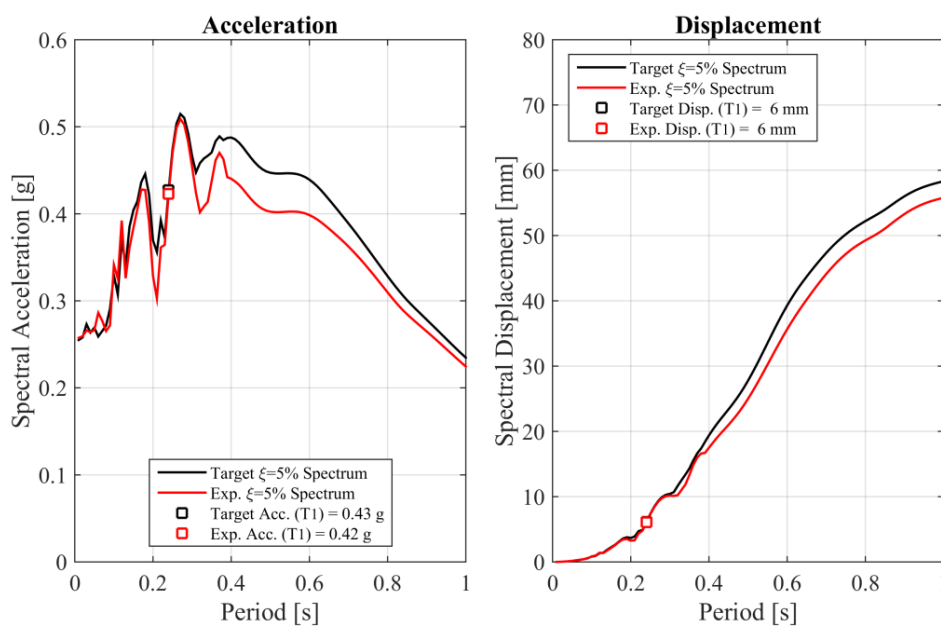 Acceleration
0.6
0.5
0.4
0.3
0.2
0.1
0
Spectral Acceleration [g]
Target ξ=5% Spectrum
Exp. ξ=5% Spectrum
Target Acc. (T1) = 0.43 g
Exp. Acc. (T1) = 0.42 g
0 0.2 0.4 0.6 0.8 1
Period [s]
Displacement
80
70
60
50
40
30
20
10
0
Spectral Displacement [mm]
Target ξ=5% Spectrum
Exp. ξ=5% Spectrum
Target Disp. (T1) = 6 mm
Exp. Disp. (T1) = 6 mm
0 0.2 0.4 0.6 0.8
Period [s]